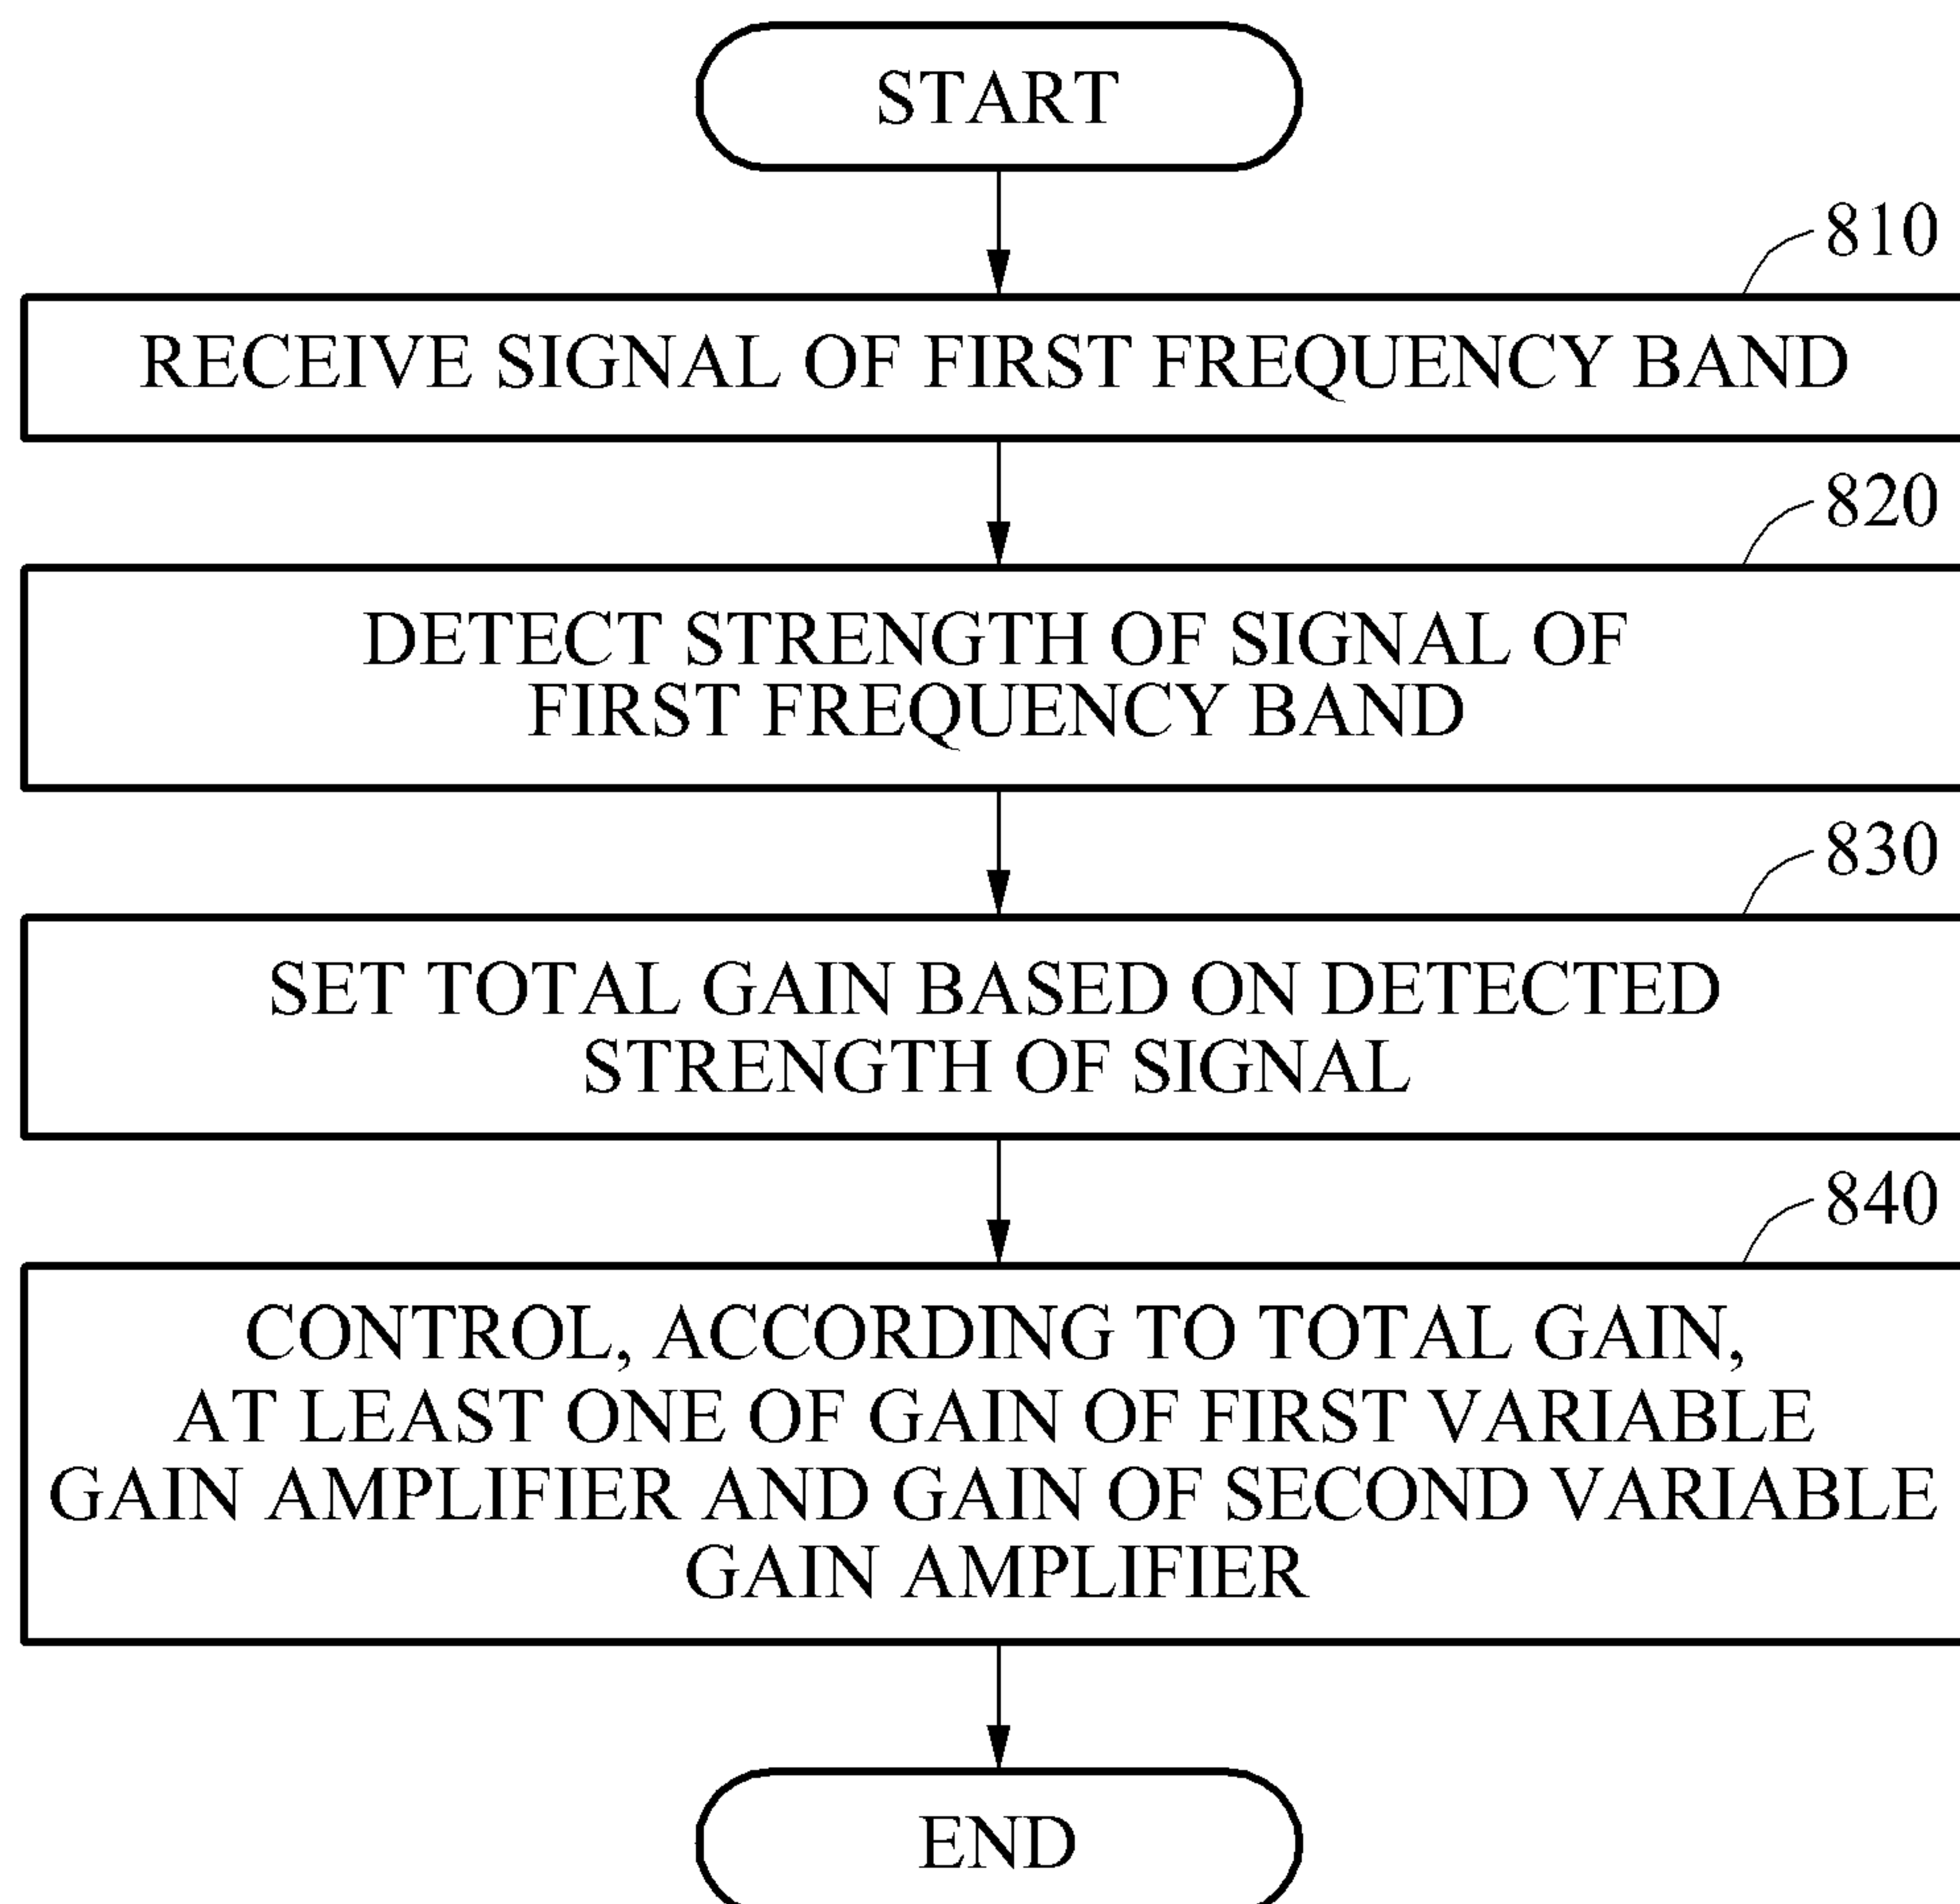 START
810
RECEIVE SIGNAL OF FIRST FREQUENCY BAND
820
DETECT STRENGTH OF SIGNAL OF
FIRST FREQUENCY BAND
830
SET TOTAL GAIN BASED ON DETECTED
STRENGTH OF SIGNAL
840
CONTROL, ACCORDING TO TOTAL GAIN,
AT LEAST ONE OF GAIN OF FIRST VARIABLE
GAIN AMPLIFIER AND GAIN OF SECOND VARIABLE
GAIN AMPLIFIER
END